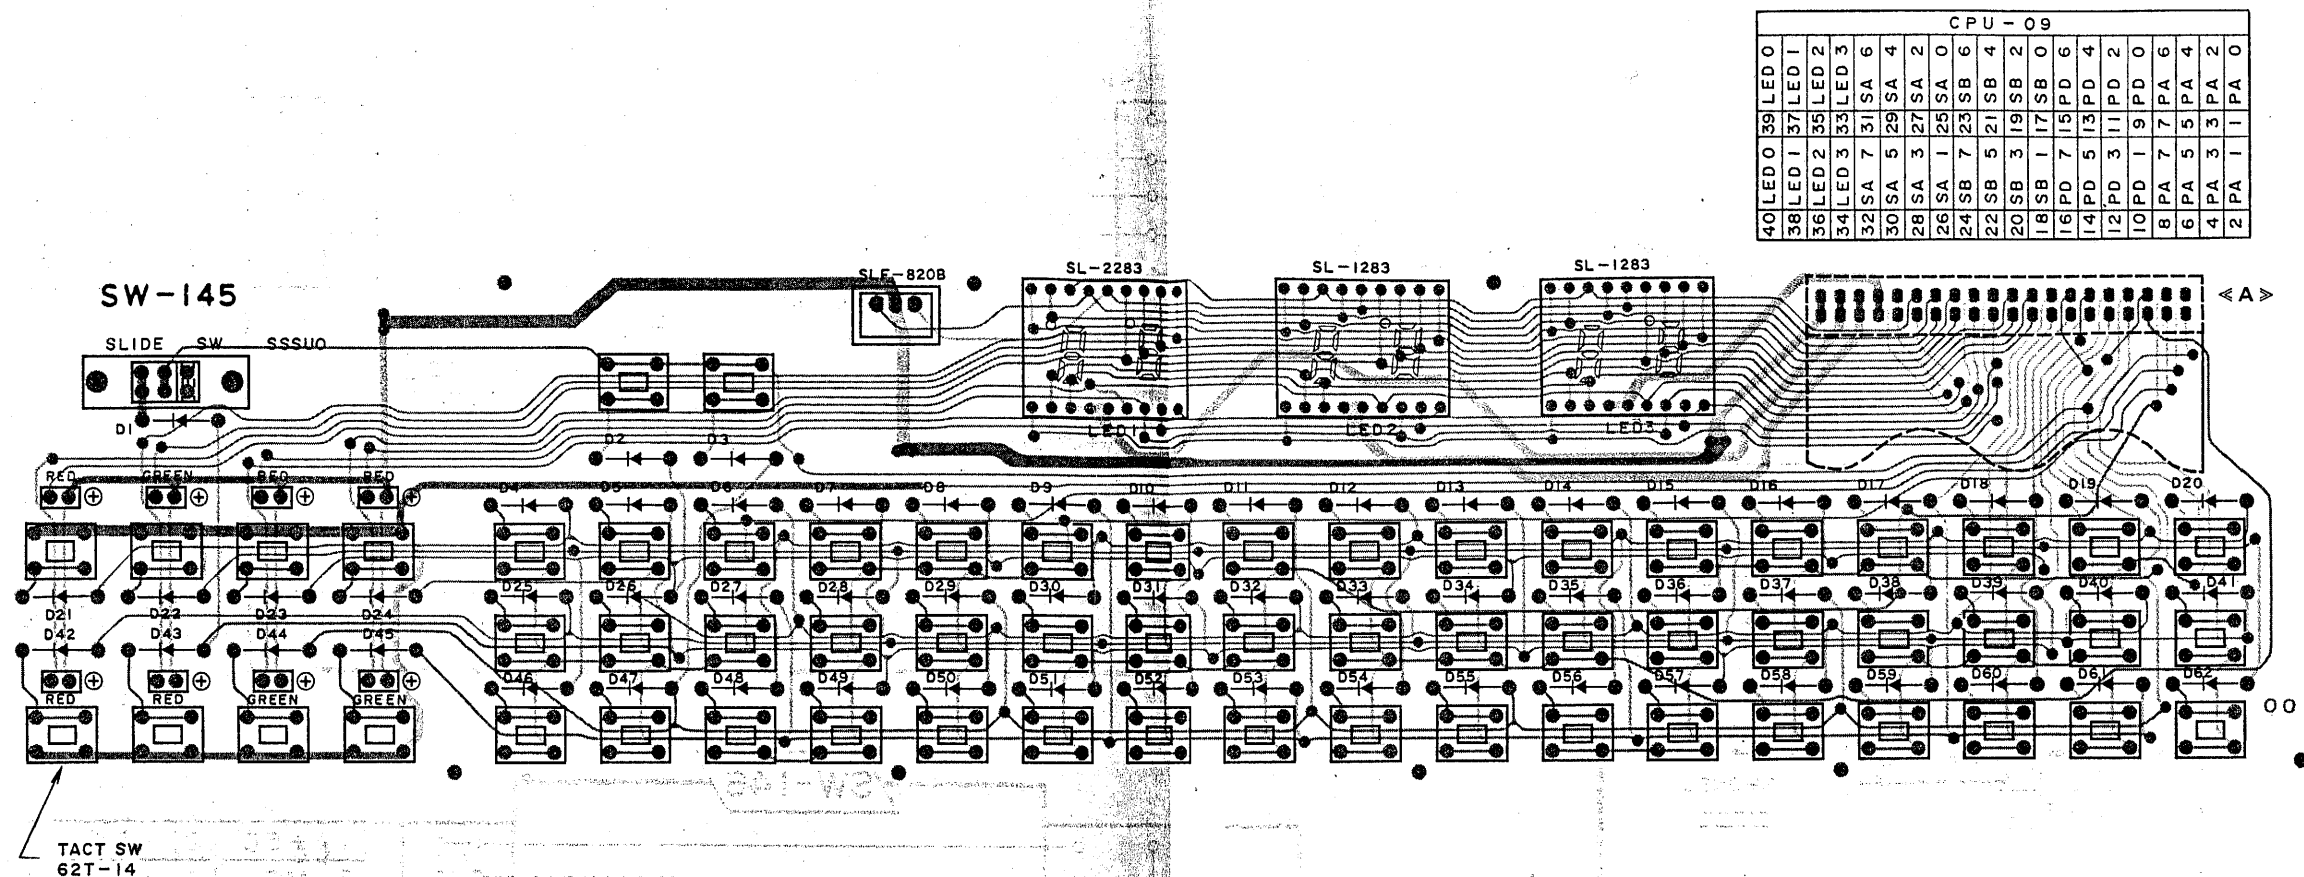 CPU-09
40 LED 0 39 LED 0
38 LED 1 37 LED 1
36 LED 2 35 LED 2
34 LED 3 33 LED 3
32 SA 7 31 SA 6
30 SA 5 29 SA 4
28 SA 3 27 SA 2
26 SA 1 25 SA 0
24 SB 7 23 SB 6
22 SB 5 21 SB 4
20 SB 3 19 SB 2
18 SB 1 17 SB 0
16 PD 7 15 PD 6
14 PD 5 13 PD 4
12 PD 3 11 PD 2
10 PD 1 9 PD 0
8 PA 7 7 PA 6
6 PA 5 5 PA 4
4 PA 3 3 PA 2
2 PA 1 1 PA 0
SLF-820B SL-2283 SL-1283 SL-1283
SW-145
≪A≫
SLIDE SW SSSU0
D1 LED1 LED2 LED3
D2 D3
RED GREEN RED RED
D4 D5 D6 D7 D8 D9 D10 D11 D12 D13 D14 D15 D16 D17 D18 D19 D20
D25 D26 D27 D28 D29 D30 D31 D32 D33 D34 D35 D36 D37 D38 D39 D40 D41
D21 D22 D23 D24
D42 D43 D44 D45
D46 D47 D48 D49 D50 D51 D52 D53 D54 D55 D56 D57 D58 D59 D60 D61 D62
RED RED GREEN GREEN
00
SW-145
TACT SW
62T-14